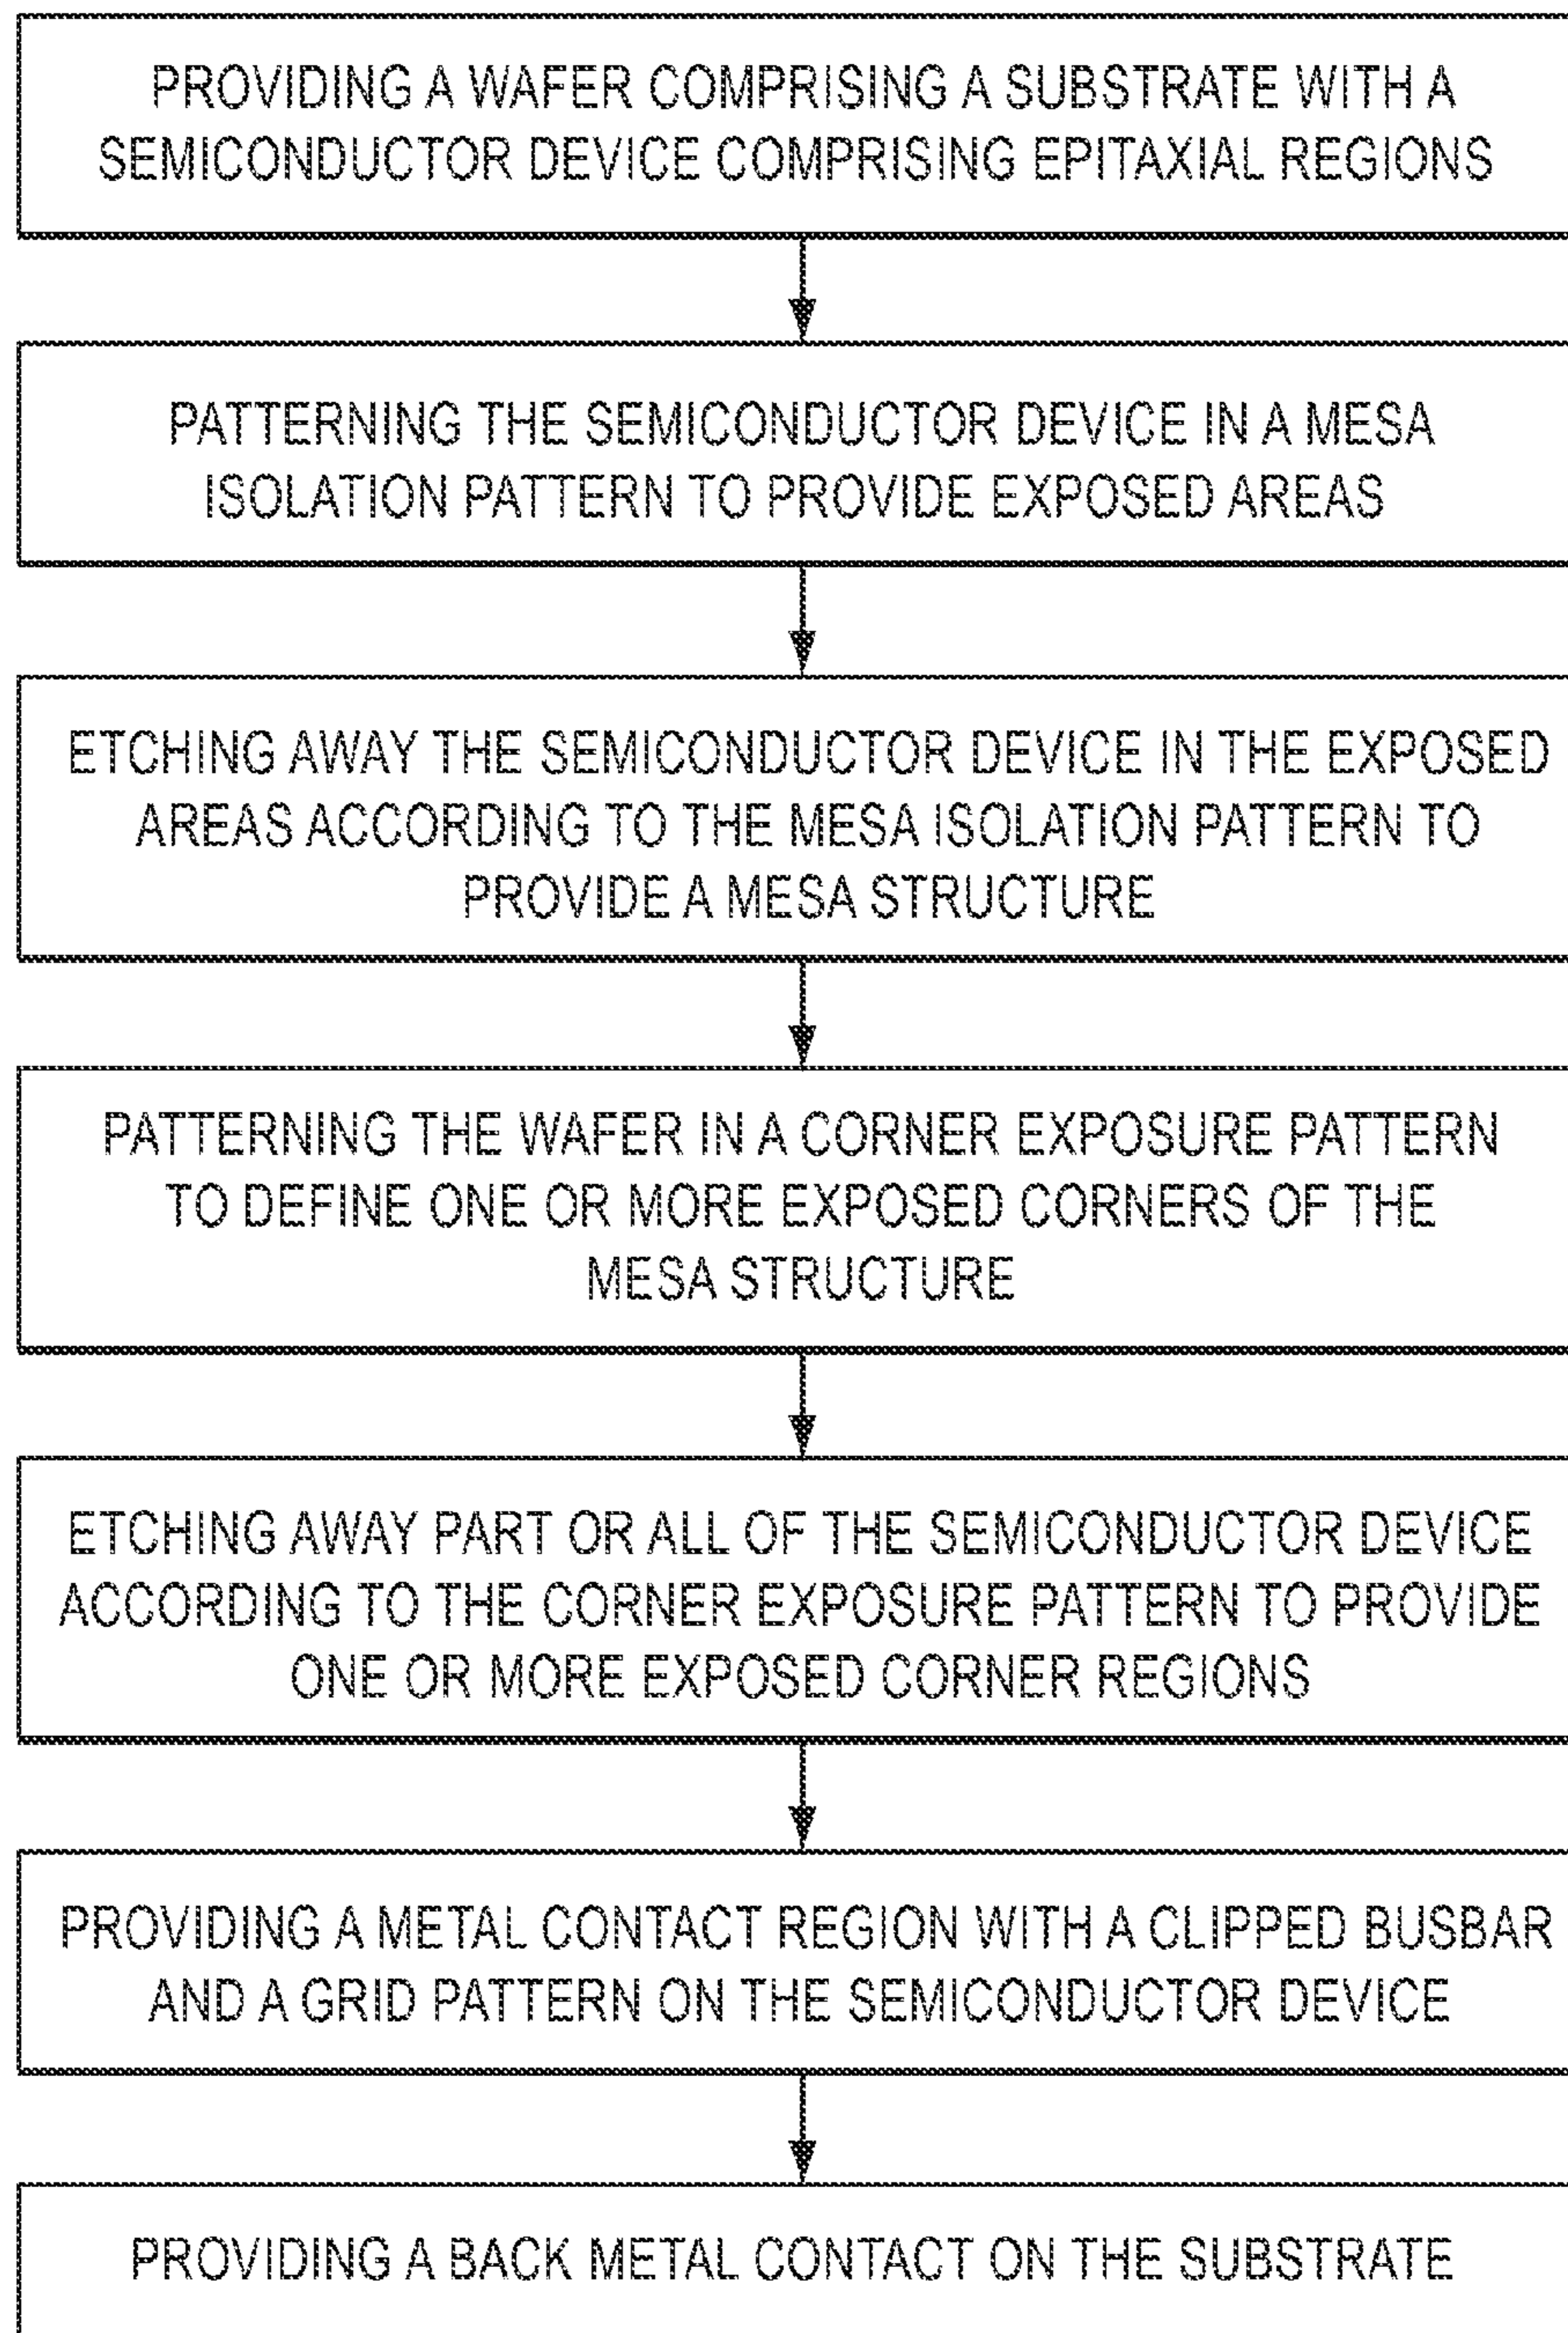 PROVIDING A WAFER COMPRISING A SUBSTRATE WITH A
SEMICONDUCTOR DEVICE COMPRISING EPITAXIAL REGIONS
PATTERNING THE SEMICONDUCTOR DEVICE IN A MESA
ISOLATION PATTERN TO PROVIDE EXPOSED AREAS
ETCHING AWAY THE SEMICONDUCTOR DEVICE IN THE EXPOSED
AREAS ACCORDING TO THE MESA ISOLATION PATTERN TO
PROVIDE A MESA STRUCTURE
PATTERNING THE WAFER IN A CORNER EXPOSURE PATTERN
TO DEFINE ONE OR MORE EXPOSED CORNERS OF THE
MESA STRUCTURE
ETCHING AWAY PART OR ALL OF THE SEMICONDUCTOR DEVICE
ACCORDING TO THE CORNER EXPOSURE PATTERN TO PROVIDE
ONE OR MORE EXPOSED CORNER REGIONS
PROVIDING A METAL CONTACT REGION WITH A CLIPPED BUSBAR
AND A GRID PATTERN ON THE SEMICONDUCTOR DEVICE
PROVIDING A BACK METAL CONTACT ON THE SUBSTRATE